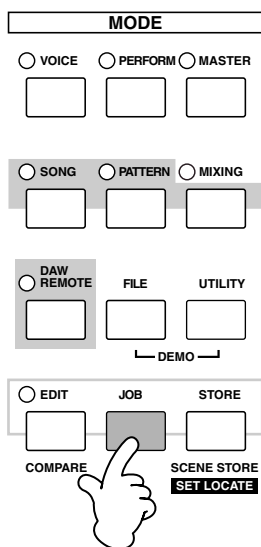 MODE
VOICE PERFORM MASTER
SONG PATTERN MIXING
DAW
REMOTE FILE UTILITY
DEMO
EDIT JOB STORE
COMPARE SCENE STORE
SET LOCATE